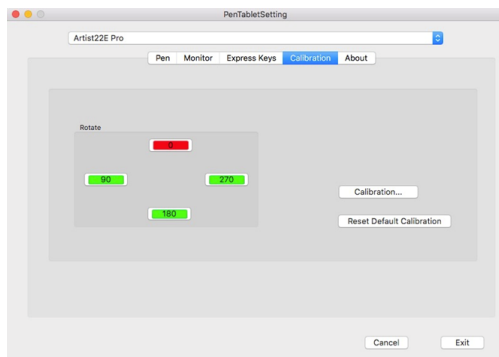 PenTabletSetting
Artist22E Pro
Pen Monitor Express Keys Calibration About
Rotate
0
90 270
180
Calibration...
Reset Default Calibration
Cancel Exit